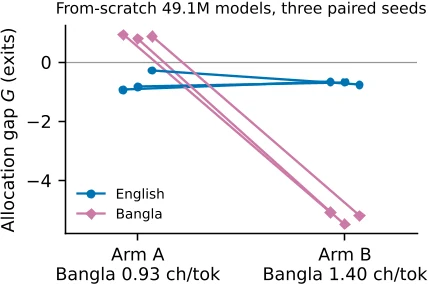 From-scratch 49.1M models, three paired seeds
Allocation gap G (exits)
0
−2
−4
English
Bangla
Arm A
Bangla 0.93 ch/tok
Arm B
Bangla 1.40 ch/tok